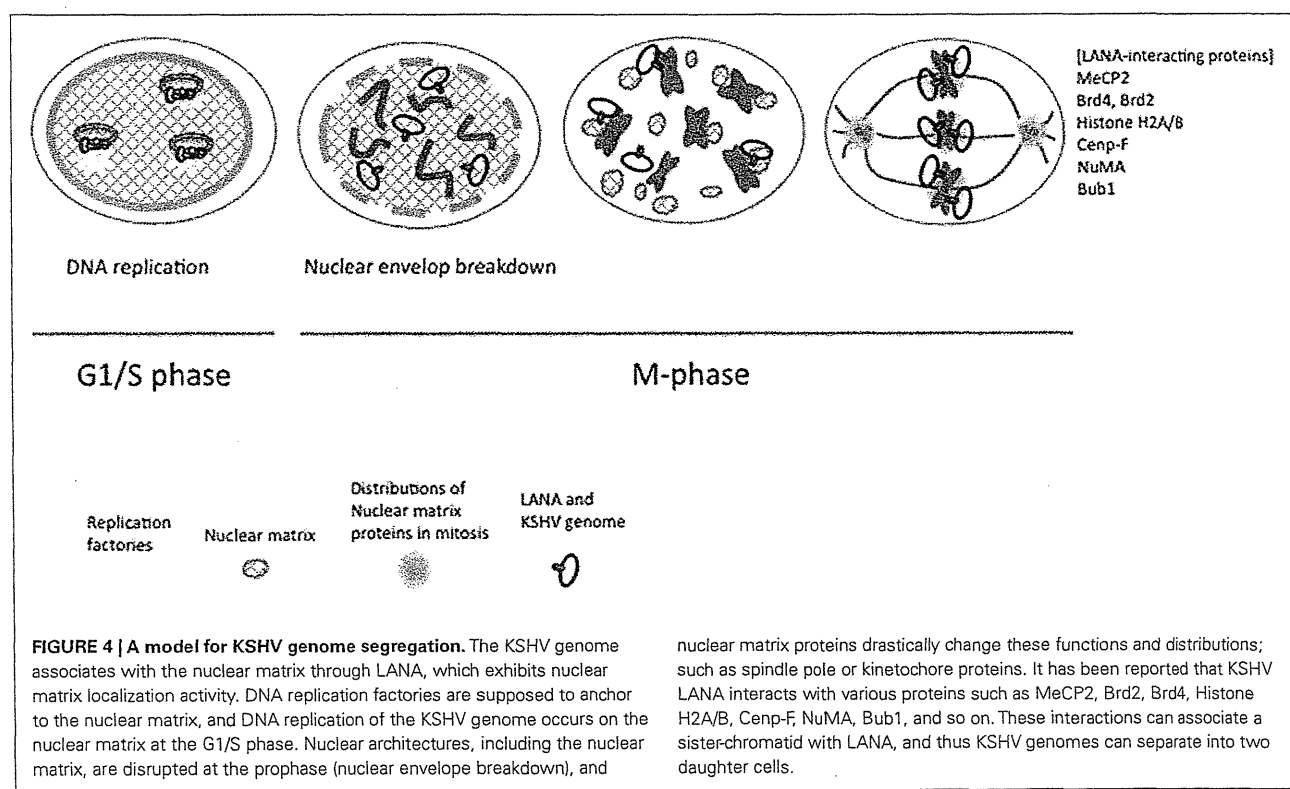 [LANA-interacting proteins]
MeCP2
Brd4, Brd2
Histone H2A/B
Cenp-F
NuMA
Bub1
DNA replication
Nuclear envelop breakdown
G1/S phase
M-phase
Replication
factories
Nuclear matrix
Distributions of
Nuclear matrix
proteins in mitosis
LANA and
KSHV genome
FIGURE 4 | A model for KSHV genome segregation. The KSHV genome
associates with the nuclear matrix through LANA, which exhibits nuclear
matrix localization activity. DNA replication factories are supposed to anchor
to the nuclear matrix, and DNA replication of the KSHV genome occurs on the
nuclear matrix at the G1/S phase. Nuclear architectures, including the nuclear
matrix, are disrupted at the prophase (nuclear envelope breakdown), and
nuclear matrix proteins drastically change these functions and distributions;
such as spindle pole or kinetochore proteins. It has been reported that KSHV
LANA interacts with various proteins such as MeCP2, Brd2, Brd4, Histone
H2A/B, Cenp-F, NuMA, Bub1, and so on. These interactions can associate a
sister-chromatid with LANA, and thus KSHV genomes can separate into two
daughter cells.